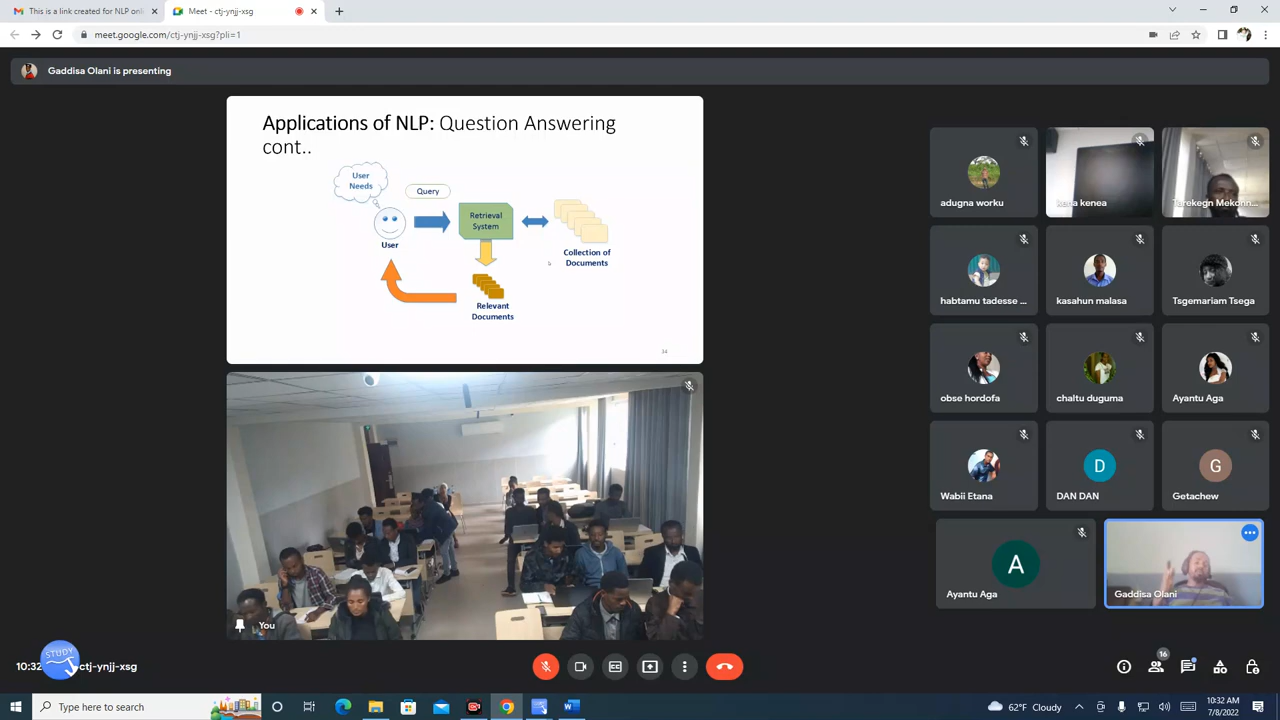 This is a link created for NLP onli
Meet - ctj-ynjj-xsg
meet.google.com/ctj-ynjj-xsg?pli=1
Gaddisa Olani is presenting
Applications of NLP: Question Answering
cont..
User
Needs
Query
Retrieval
System
User
Collection of
Documents
Relevant
Documents
34
You
adugna worku
kena kenea
Tarekegn Mekonn...
habtamu tadesse ...
kasahun malasa
Tsgemariam Tsega
obse hordofa
chaltu duguma
Ayantu Aga
Wabii Etana
D
DAN DAN
G
Getachew
A
Ayantu Aga
Gaddisa Olani
10:32
STUDY
ctj-ynjj-xsg
16
Type here to search
62°F Cloudy
10:32 AM
7/8/2022